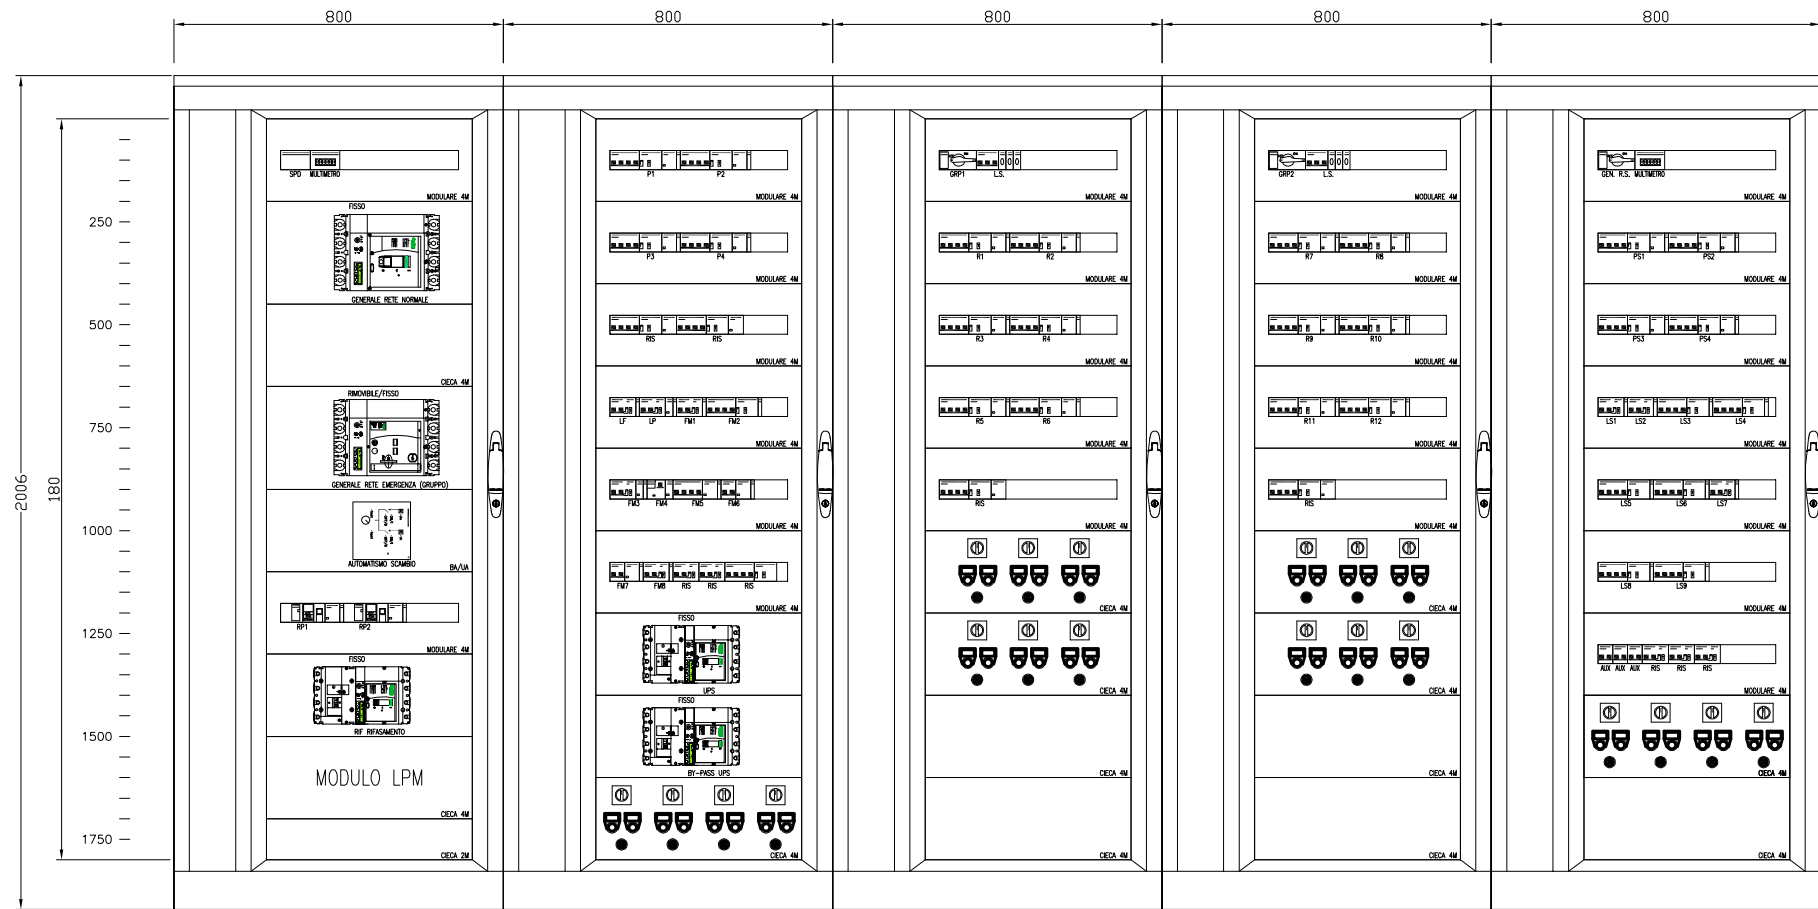 800 800 800 800 800
2006
180
250
500
750
1000
1250
1500
1750
SPD MULTIMETRO
MODULARE 4M
FISSO
GENERALE RETE NORMALE
CIECA 4M
RIMOVIBILE/FISSO
GENERALE RETE EMERGENZA (GRUPPO)
AUTOMATISMO SCAMBIO
BA/UA
RP1 RP2
MODULARE 4M
FISSO
RIF RIFASAMENTO
MODULO LPM
CIECA 4M
CIECA 2M
P1 P2
MODULARE 4M
P3 P4
MODULARE 4M
RIS RIS
MODULARE 4M
LF LP FM1 FM2
MODULARE 4M
FM3 FM4 FM5 FM6
MODULARE 4M
FM7 FM8 RIS RIS RIS
MODULARE 4M
FISSO
UPS
CIECA 4M
FISSO
BY-PASS UPS
CIECA 4M
CIECA 4M
GRP1 L.S.
MODULARE 4M
R1 R2
MODULARE 4M
R3 R4
MODULARE 4M
R5 R6
MODULARE 4M
RIS
MODULARE 4M
CIECA 4M
CIECA 4M
CIECA 4M
CIECA 4M
GRP2 L.S.
MODULARE 4M
R7 R8
MODULARE 4M
R9 R10
MODULARE 4M
R11 R12
MODULARE 4M
RIS
MODULARE 4M
CIECA 4M
CIECA 4M
CIECA 4M
CIECA 4M
GEN. R.S. MULTIMETRO
MODULARE 4M
PS1 PS2
MODULARE 4M
PS3 PS4
MODULARE 4M
LS1 LS2 LS3 LS4
MODULARE 4M
LS5 LS6 LS7
MODULARE 4M
LS8 LS9
MODULARE 4M
AUX AUX AUX RIS RIS RIS
MODULARE 4M
CIECA 4M
CIECA 4M